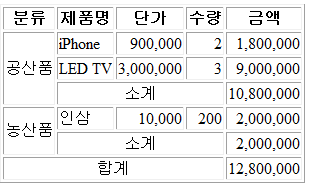 분류 제품명 단가 수량 금액
공산품 iPhone 900,000 2 1,800,000
LED TV 3,000,000 3 9,000,000
소계 10,800,000
농산품 인삼 10,000 200 2,000,000
소계 2,000,000
합계 12,800,000